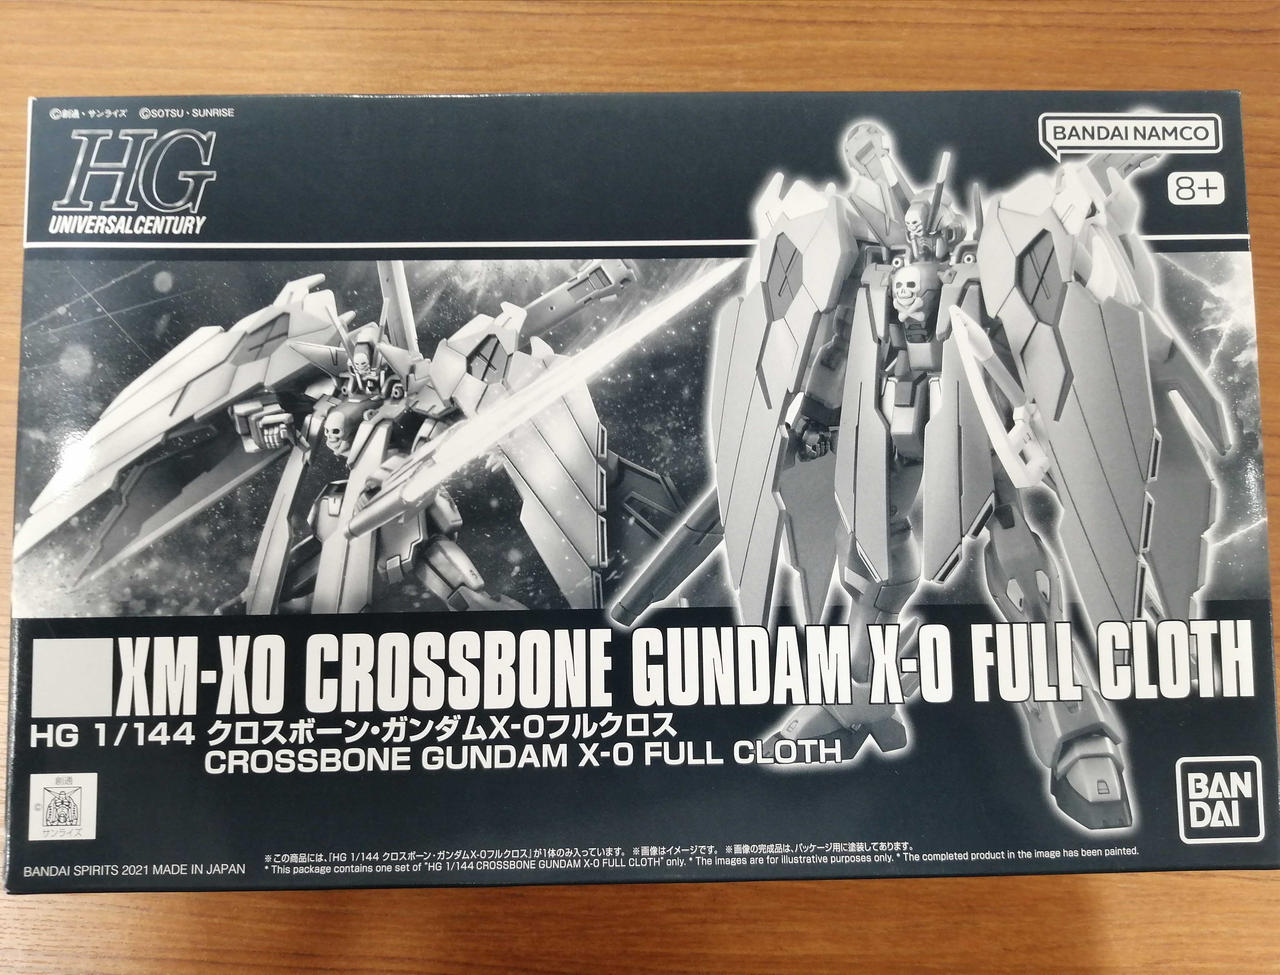 ©創通・サンライズ ©SOTSU・SUNRISE
HG
UNIVERSAL CENTURY
BANDAI NAMCO
8+
XM-X0 CROSSBONE GUNDAM X-0 FULL CLOTH
HG 1/144 クロスボーン・ガンダムX-0フルクロス
CROSSBONE GUNDAM X-0 FULL CLOTH
創通
©
サンライズ
BAN
DAI
BANDAI SPIRITS 2021 MADE IN JAPAN
※この商品には、「HG 1/144 クロスボーン・ガンダムX-0フルクロス」が1体のみ入っています。 ※画像はイメージです。 ※画像の完成品は、パッケージ用に塗装してあります。
* This package contains one set of "HG 1/144 CROSSBONE GUNDAM X-0 FULL CLOTH" only. * The images are for illustrative purposes only. * The completed product in the image has been painted.